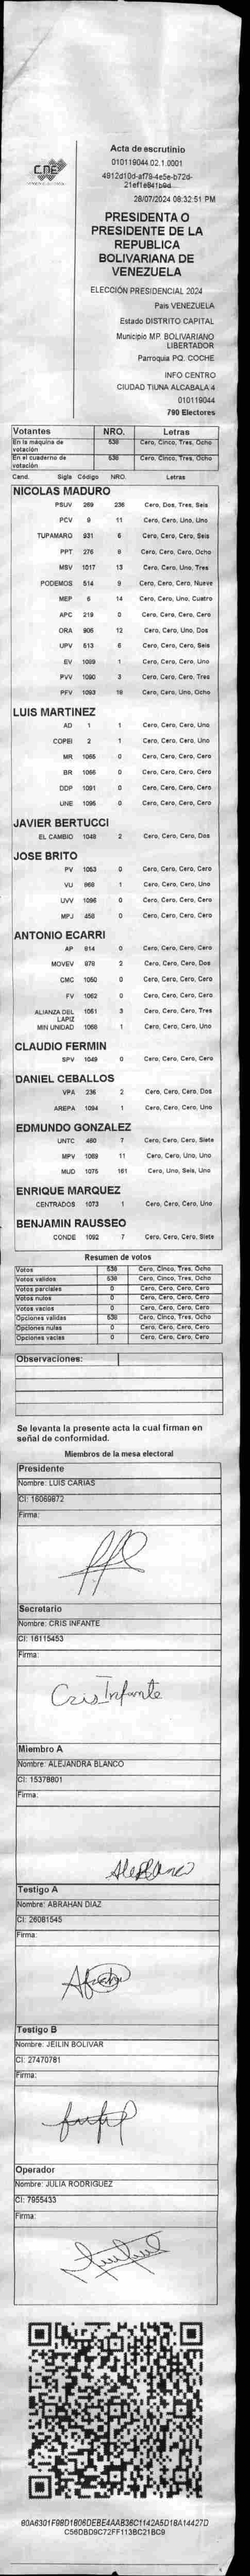 CNE
Acta de escrutinio
010119044.02.1.0001
4912d10d-af79-4e5e-b72d-
21ef1e841b9d
28/07/2024 08:32:51 PM
PRESIDENTA O
PRESIDENTE DE LA
REPUBLICA
BOLIVARIANA DE
VENEZUELA
ELECCIÓN PRESIDENCIAL 2024
País VENEZUELA
Estado DISTRITO CAPITAL
Municipio MP. BOLIVARIANO
LIBERTADOR
Parroquia PQ. COCHE
INFO CENTRO
CIUDAD TIUNA ALCABALA 4
010119044
790 Electores
Votantes NRO. Letras
En la máquina de votación 538 Cero, Cinco, Tres, Ocho
En el cuaderno de votación 538 Cero, Cinco, Tres, Ocho
Cand. Sigla Código NRO. Letras
NICOLAS MADURO
PSUV 269 236 Cero, Dos, Tres, Seis
PCV 9 11 Cero, Cero, Uno, Uno
TUPAMARO 931 6 Cero, Cero, Cero, Seis
PPT 276 8 Cero, Cero, Cero, Ocho
MSV 1017 13 Cero, Cero, Uno, Tres
PODEMOS 514 9 Cero, Cero, Cero, Nueve
MEP 6 14 Cero, Cero, Uno, Cuatro
APC 219 0 Cero, Cero, Cero, Cero
ORA 906 12 Cero, Cero, Uno, Dos
UPV 513 6 Cero, Cero, Cero, Seis
EV 1089 1 Cero, Cero, Cero, Uno
PVV 1090 3 Cero, Cero, Cero, Tres
PFV 1093 18 Cero, Cero, Uno, Ocho
LUIS MARTINEZ
AD 1 1 Cero, Cero, Cero, Uno
COPEI 2 1 Cero, Cero, Cero, Uno
MR 1065 0 Cero, Cero, Cero, Cero
BR 1066 0 Cero, Cero, Cero, Cero
DDP 1091 0 Cero, Cero, Cero, Cero
UNE 1095 0 Cero, Cero, Cero, Cero
JAVIER BERTUCCI
EL CAMBIO 1048 2 Cero, Cero, Cero, Dos
JOSE BRITO
PV 1053 0 Cero, Cero, Cero, Cero
VU 868 1 Cero, Cero, Cero, Uno
UVV 1096 0 Cero, Cero, Cero, Cero
MPJ 456 0 Cero, Cero, Cero, Cero
ANTONIO ECARRI
AP 814 0 Cero, Cero, Cero, Cero
MOVEV 978 2 Cero, Cero, Cero, Dos
CMC 1050 0 Cero, Cero, Cero, Cero
FV 1062 0 Cero, Cero, Cero, Cero
ALIANZA DEL LAPIZ 1061 3 Cero, Cero, Cero, Tres
MIN UNIDAD 1068 1 Cero, Cero, Cero, Uno
CLAUDIO FERMIN
SPV 1049 0 Cero, Cero, Cero, Cero
DANIEL CEBALLOS
VPA 236 2 Cero, Cero, Cero, Dos
AREPA 1094 1 Cero, Cero, Cero, Uno
EDMUNDO GONZALEZ
UNTC 460 7 Cero, Cero, Cero, Siete
MPV 1069 11 Cero, Cero, Uno, Uno
MUD 1075 161 Cero, Uno, Seis, Uno
ENRIQUE MARQUEZ
CENTRADOS 1073 1 Cero, Cero, Cero, Uno
BENJAMIN RAUSSEO
CONDE 1092 7 Cero, Cero, Cero, Siete
Resumen de votos
Votos 538 Cero, Cinco, Tres, Ocho
Votos validos 538 Cero, Cinco, Tres, Ocho
Votos parciales 0 Cero, Cero, Cero, Cero
Votos nulos 0 Cero, Cero, Cero, Cero
Votos vacios 0 Cero, Cero, Cero, Cero
Opciones validas 538 Cero, Cinco, Tres, Ocho
Opciones nulas 0 Cero, Cero, Cero, Cero
Opciones vacias 0 Cero, Cero, Cero, Cero
Observaciones:
Se levanta la presente acta la cual firman en
señal de conformidad.
Miembros de la mesa electoral
Presidente
Nombre: LUIS CARIAS
CI: 16069872
Firma:
Secretario
Nombre: CRIS INFANTE
CI: 16115453
Firma:
Cris Infante
Miembro A
Nombre: ALEJANDRA BLANCO
CI: 15378801
Firma:
Testigo A
Nombre: ABRAHAN DIAZ
CI: 26081545
Firma:
Testigo B
Nombre: JEILIN BOLIVAR
CI: 27470781
Firma:
Operador
Nombre: JULIA RODRIGUEZ
CI: 7955433
Firma:
80A6301F98D1806DEBE4AAB36C1142A5D18A14427D
C56DBD9C72FF113BC21BC9